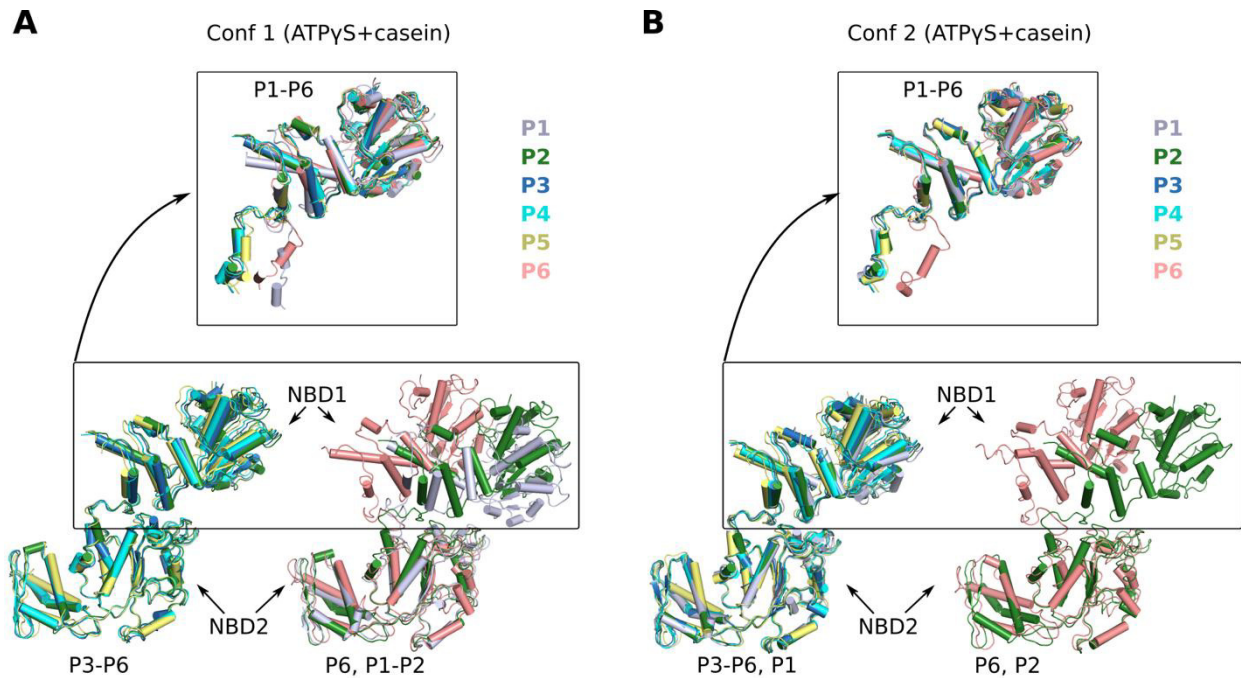 A
Conf 1 (ATPγS+casein)
P1-P6
P1
P2
P3
P4
P5
P6
NBD1
NBD2
P3-P6
P6, P1-P2
B
Conf 2 (ATPγS+casein)
P1-P6
P1
P2
P3
P4
P5
P6
NBD1
NBD2
P3-P6, P1
P6, P2